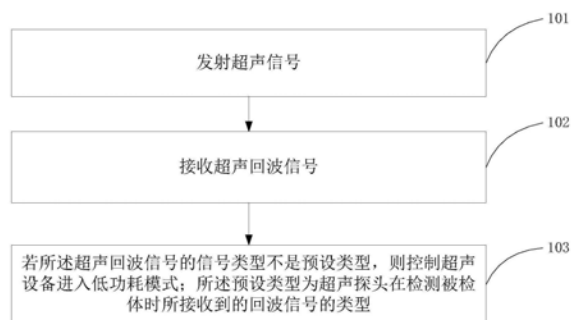 101
发射超声信号
102
接收超声回波信号
103
若所述超声回波信号的信号类型不是预设类型，则控制超声
设备进入低功耗模式；所述预设类型为超声探头在检测被检
体时所接收到的回波信号的类型